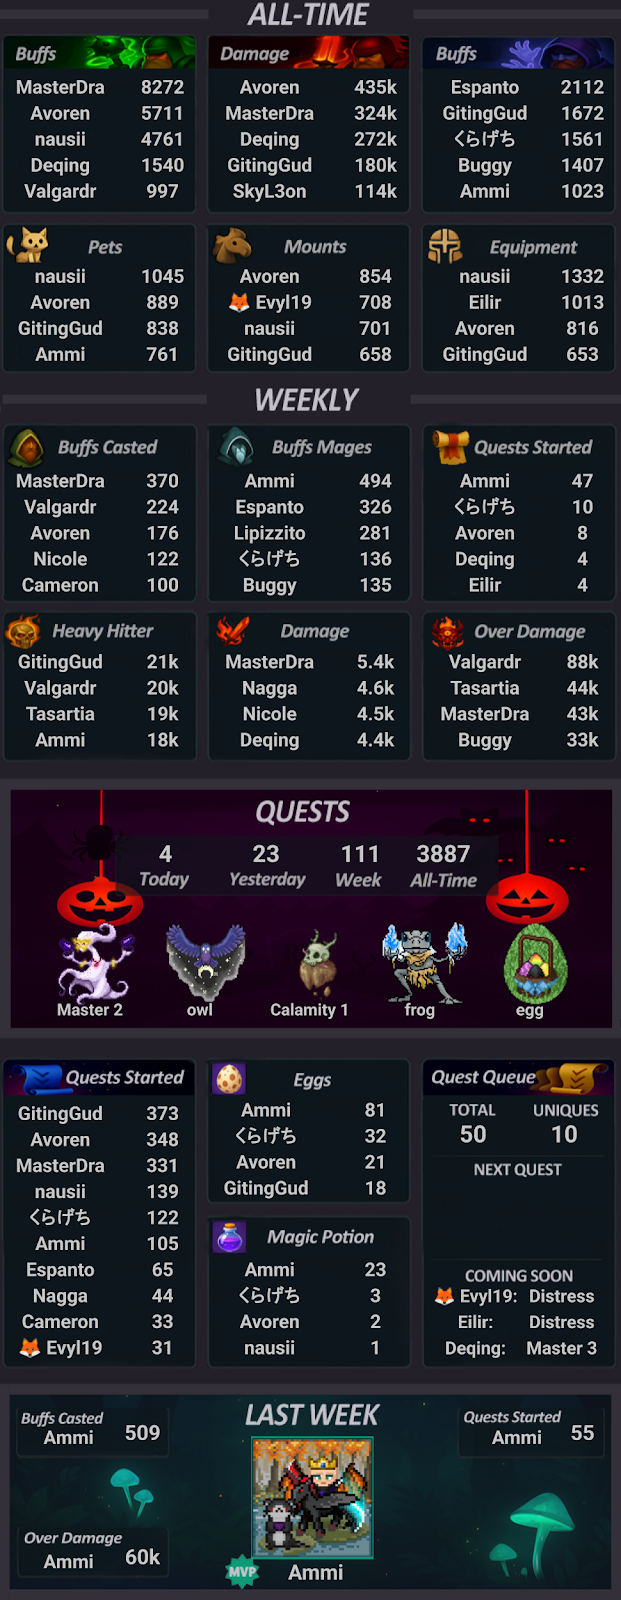 ALL-TIME
Buffs
MasterDra 8272
Avoren 5711
nausii 4761
Deqing 1540
Valgardr 997
Damage
Avoren 435k
MasterDra 324k
Deqing 272k
GitingGud 180k
SkyL3on 114k
Buffs
Espanto 2112
GitingGud 1672
くらげち 1561
Buggy 1407
Ammi 1023
Pets
nausii 1045
Avoren 889
GitingGud 838
Ammi 761
Mounts
Avoren 854
🦊 Evyl19 708
nausii 701
GitingGud 658
Equipment
nausii 1332
Eilir 1013
Avoren 816
GitingGud 653
WEEKLY
Buffs Casted
MasterDra 370
Valgardr 224
Avoren 176
Nicole 122
Cameron 100
Buffs Mages
Ammi 494
Espanto 326
Lipizzito 281
くらげち 136
Buggy 135
Quests Started
Ammi 47
くらげち 10
Avoren 8
Deqing 4
Eilir 4
Heavy Hitter
GitingGud 21k
Valgardr 20k
Tasartia 19k
Ammi 18k
Damage
MasterDra 5.4k
Nagga 4.6k
Nicole 4.5k
Deqing 4.4k
Over Damage
Valgardr 88k
Tasartia 44k
MasterDra 43k
Buggy 33k
QUESTS
4 23 111 3887
Today Yesterday Week All-Time
Master 2 owl Calamity 1 frog egg
Quests Started
GitingGud 373
Avoren 348
MasterDra 331
nausii 139
くらげち 122
Ammi 105
Espanto 65
Nagga 44
Cameron 33
🦊 Evyl19 31
Eggs
Ammi 81
くらげち 32
Avoren 21
GitingGud 18
Magic Potion
Ammi 23
くらげち 3
Avoren 2
nausii 1
Quest Queue
TOTAL UNIQUES
50 10
NEXT QUEST
COMING SOON
🦊 Evyl19: Distress
Eilir: Distress
Deqing: Master 3
LAST WEEK
Buffs Casted
Ammi 509
Quests Started
Ammi 55
Over Damage
Ammi 60k
MVP Ammi